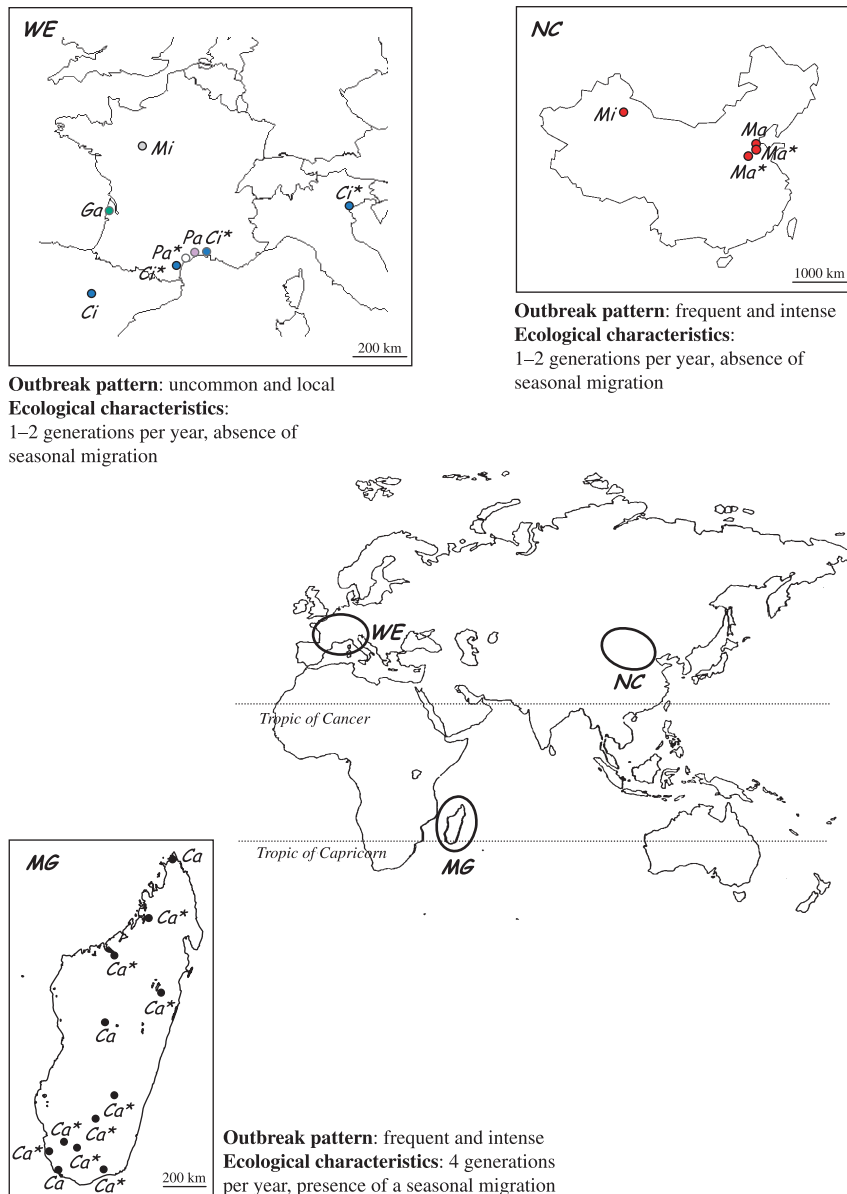 WE
Mi
Ga
Ci*
Pa*
Pa
Ci*
Ci*
Ci
200 km
Outbreak pattern: uncommon and local
Ecological characteristics:
1–2 generations per year, absence of
seasonal migration
NC
Mi
Ma
Ma*
Ma*
1000 km
Outbreak pattern: frequent and intense
Ecological characteristics:
1–2 generations per year, absence of
seasonal migration
WE
NC
Tropic of Cancer
Tropic of Capricorn
MG
MG
Ca
Ca*
Ca*
Ca*
Ca
Ca*
Ca*
Ca*
Ca*
Ca*
Ca
Ca*
200 km
Outbreak pattern: frequent and intense
Ecological characteristics: 4 generations
per year, presence of a seasonal migration